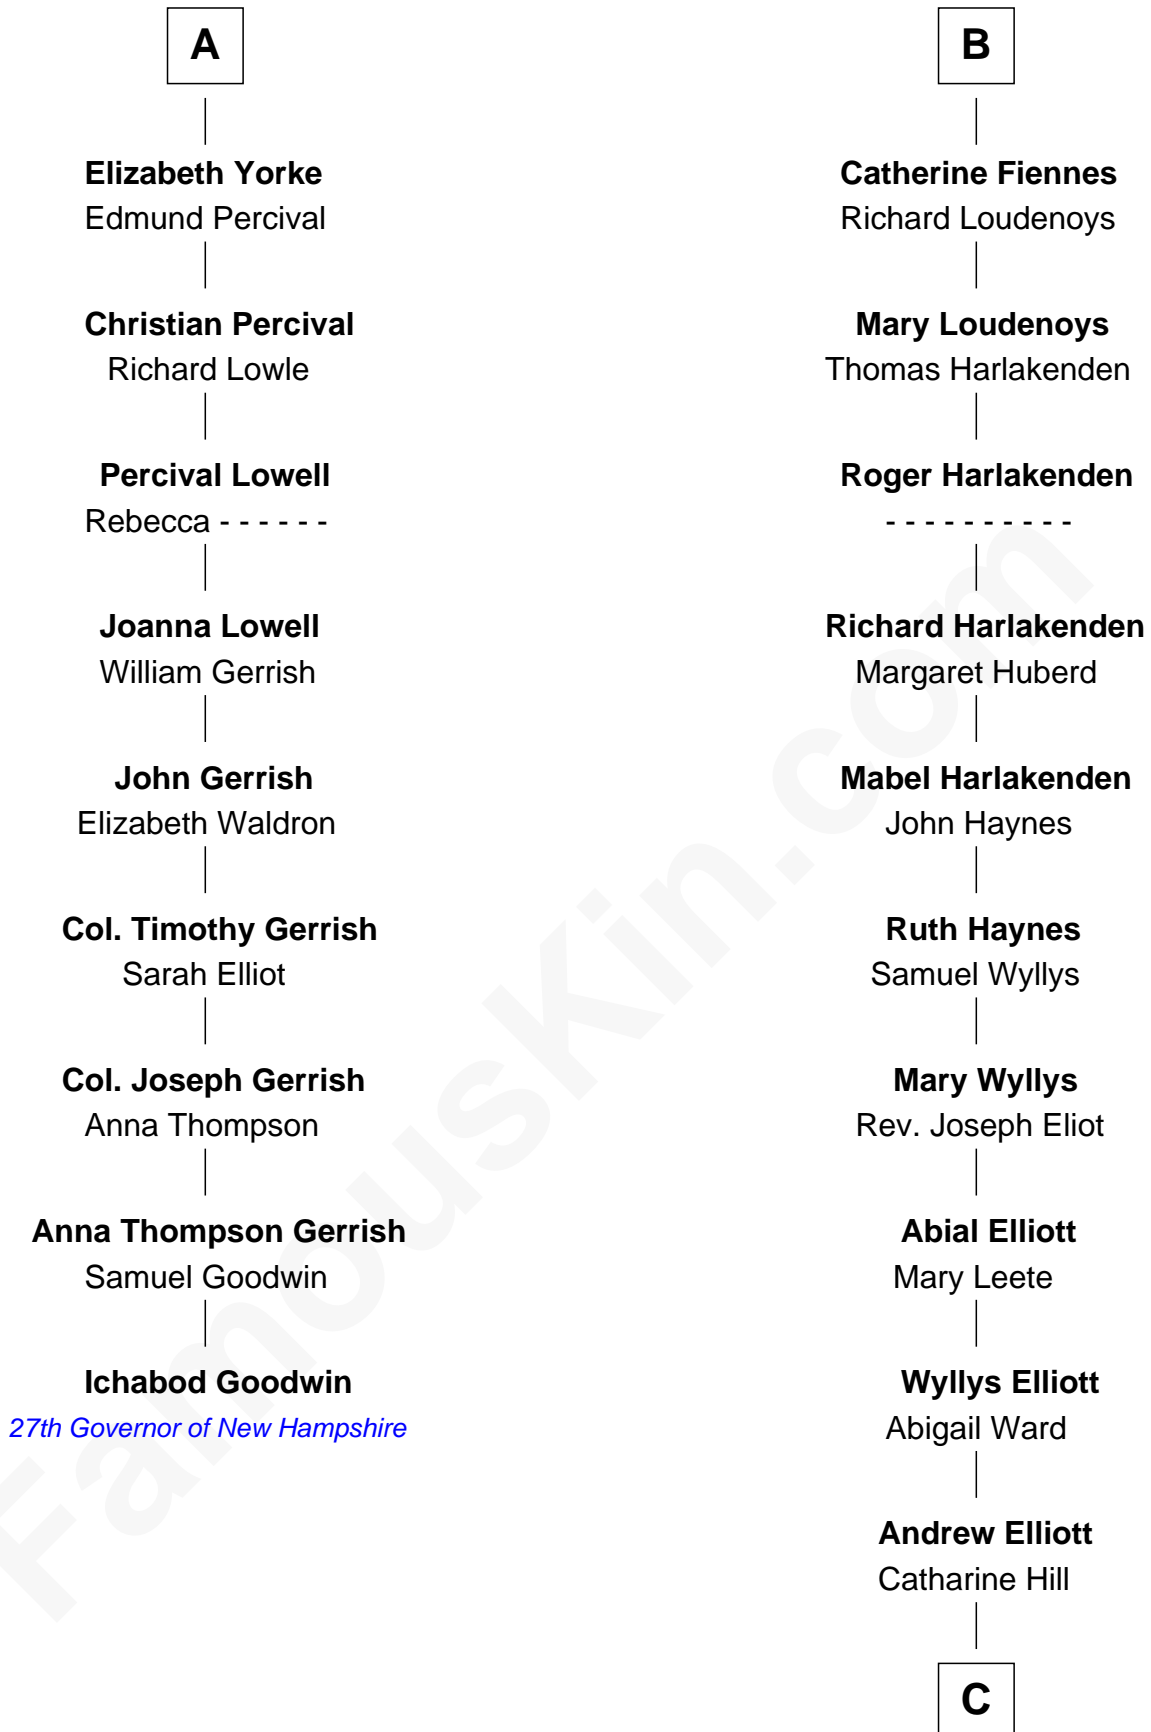 A
Elizabeth Yorke
Edmund Percival
Christian Percival
Richard Lowle
Percival Lowell
Rebecca - - - - - -
Joanna Lowell
William Gerrish
John Gerrish
Elizabeth Waldron
Col. Timothy Gerrish
Sarah Elliot
Col. Joseph Gerrish
Anna Thompson
Anna Thompson Gerrish
Samuel Goodwin
Ichabod Goodwin
27th Governor of New Hampshire
B
Catherine Fiennes
Richard Loudenoys
Mary Loudenoys
Thomas Harlakenden
Roger Harlakenden
- - - - - - - - - -
Richard Harlakenden
Margaret Huberd
Mabel Harlakenden
John Haynes
Ruth Haynes
Samuel Wyllys
Mary Wyllys
Rev. Joseph Eliot
Abial Elliott
Mary Leete
Wyllys Elliott
Abigail Ward
Andrew Elliott
Catharine Hill
C
FamousKin.com